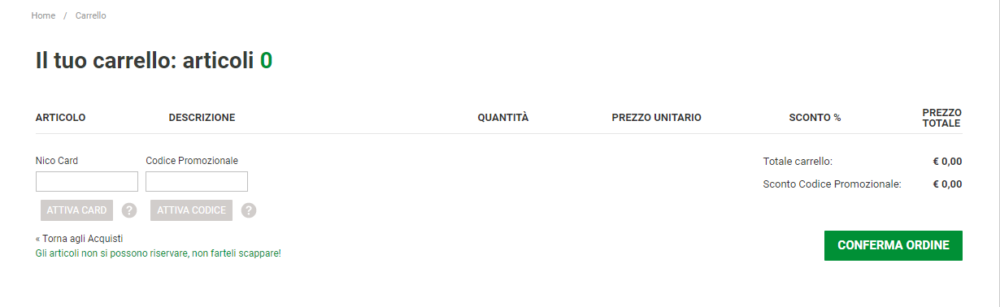 Home / Carrello
Il tuo carrello: articoli 0
ARTICOLO DESCRIZIONE QUANTITÀ PREZZO UNITARIO SCONTO % PREZZO TOTALE
Nico Card Codice Promozionale
Totale carrello: € 0,00
Sconto Codice Promozionale: € 0,00
ATTIVA CARD ? ATTIVA CODICE ?
« Torna agli Acquisti
Gli articoli non si possono riservare, non farteli scappare!
CONFERMA ORDINE